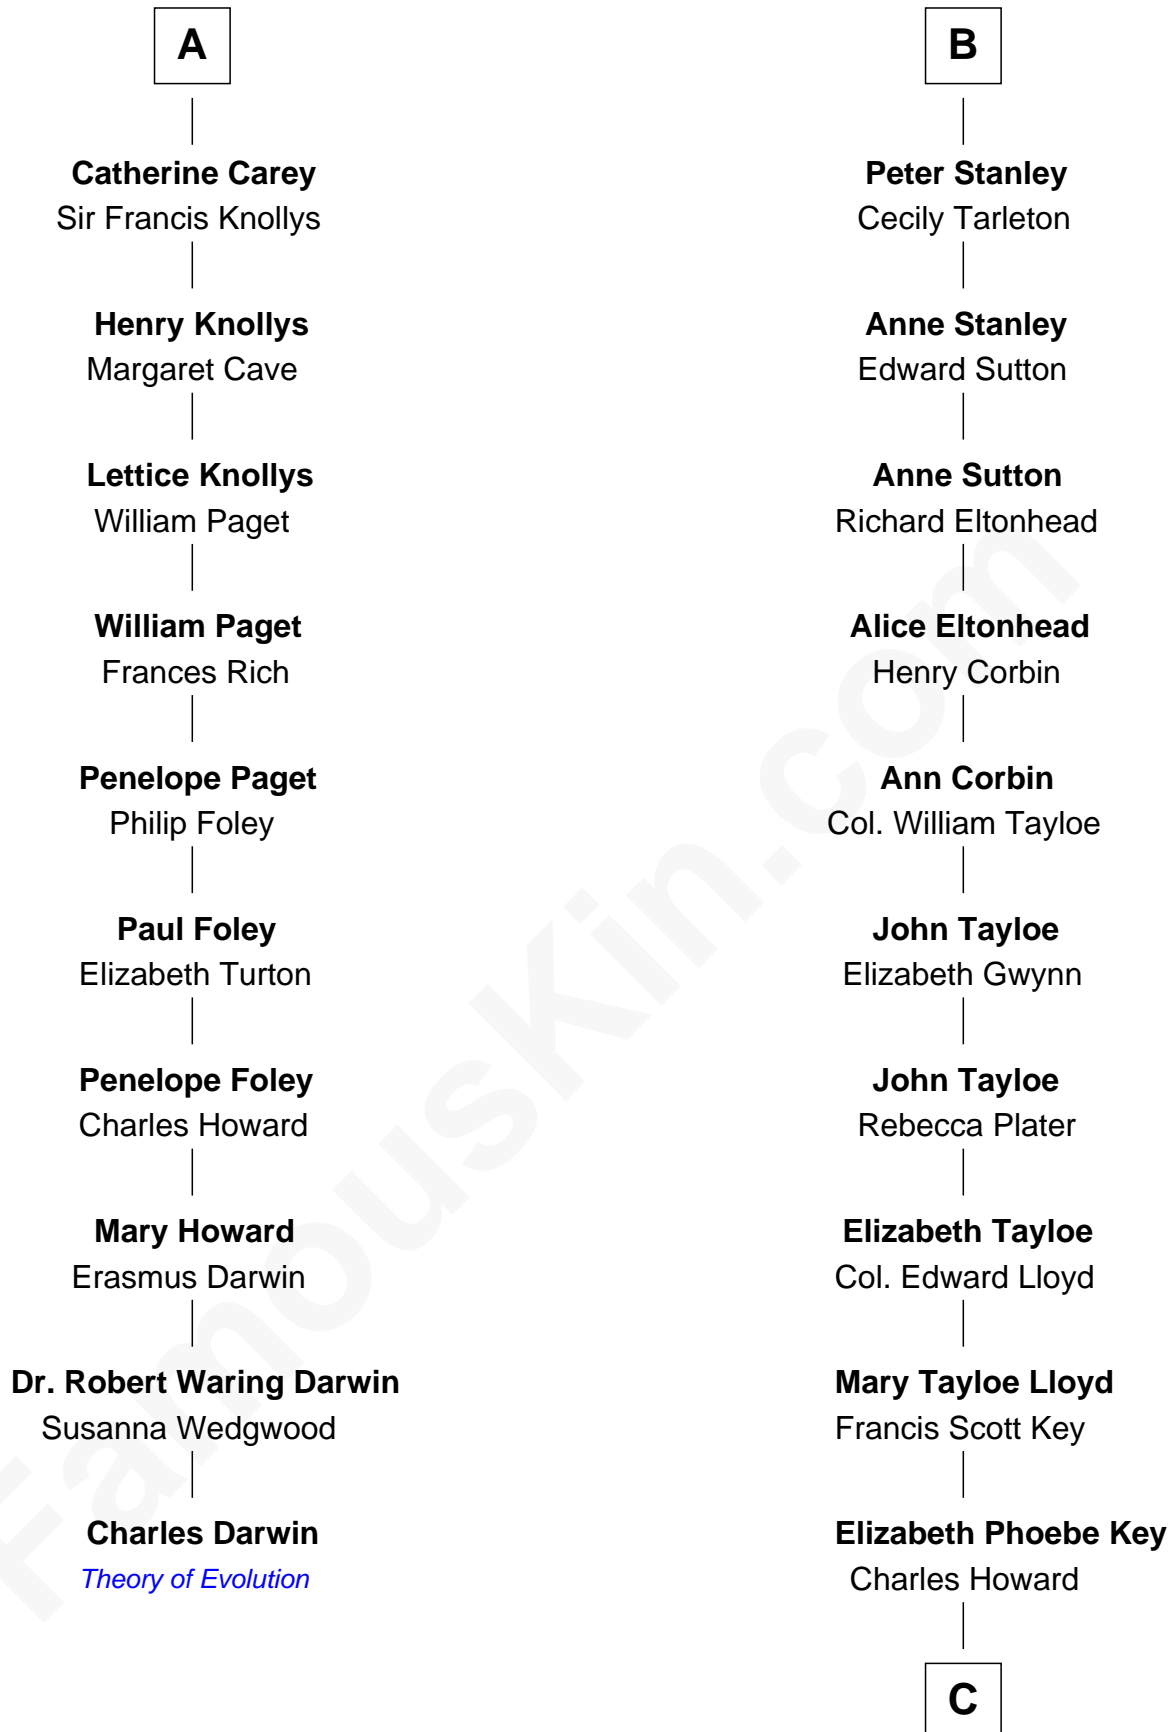 A
Catherine Carey
Sir Francis Knollys
Henry Knollys
Margaret Cave
Lettice Knollys
William Paget
William Paget
Frances Rich
Penelope Paget
Philip Foley
Paul Foley
Elizabeth Turton
Penelope Foley
Charles Howard
Mary Howard
Erasmus Darwin
Dr. Robert Waring Darwin
Susanna Wedgwood
Charles Darwin
Theory of Evolution
B
Peter Stanley
Cecily Tarleton
Anne Stanley
Edward Sutton
Anne Sutton
Richard Eltonhead
Alice Eltonhead
Henry Corbin
Ann Corbin
Col. William Tayloe
John Tayloe
Elizabeth Gwynn
John Tayloe
Rebecca Plater
Elizabeth Tayloe
Col. Edward Lloyd
Mary Tayloe Lloyd
Francis Scott Key
Elizabeth Phoebe Key
Charles Howard
C
FamousKin.com